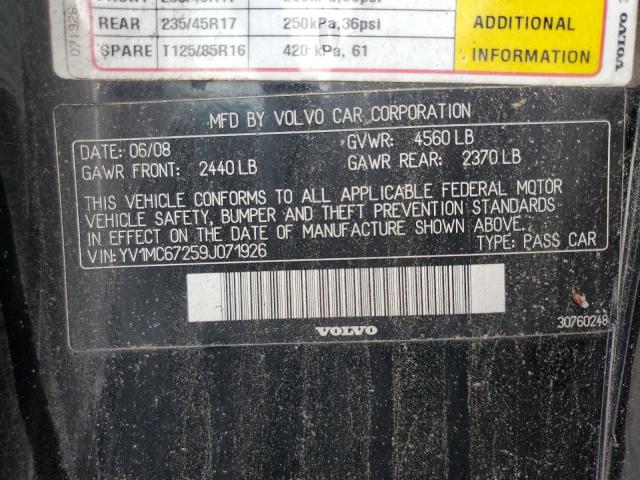 REAR 235/45R17 250kPa,36psi
SPARE T125/85R16 420 kPa, 61
ADDITIONAL
INFORMATION
VOLVO
071926
MFD BY VOLVO CAR CORPORATION
DATE: 06/08 GVWR: 4560 LB
GAWR FRONT: 2440 LB GAWR REAR: 2370 LB
THIS VEHICLE CONFORMS TO ALL APPLICABLE FEDERAL MOTOR
VEHICLE SAFETY, BUMPER AND THEFT PREVENTION STANDARDS
IN EFFECT ON DATE OF MANUFACTURE SHOWN ABOVE.
VIN: YV1MC67259J071926 TYPE: PASS CAR
VOLVO
30760248